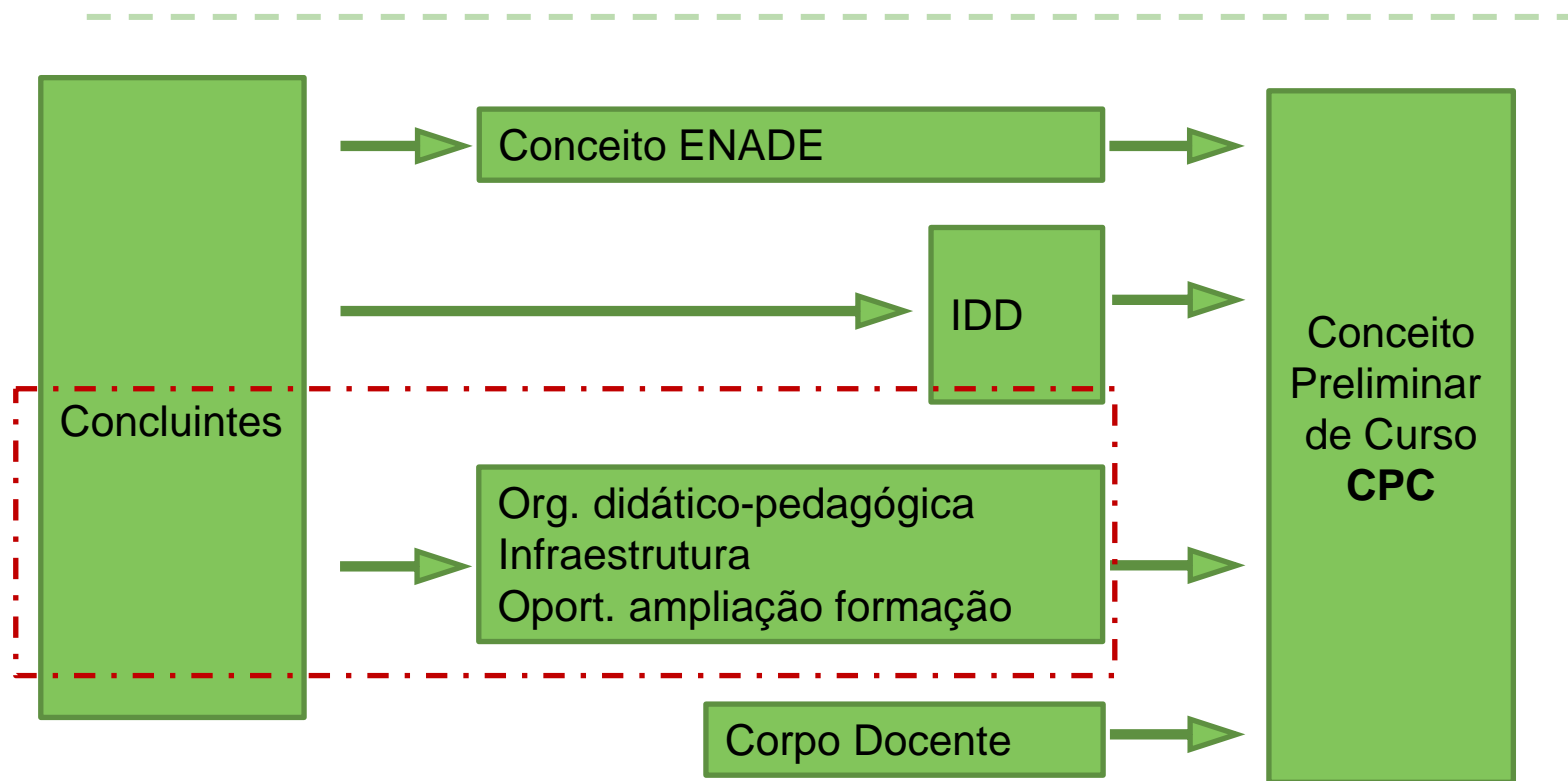 Conceito ENADE
IDD
Concluintes
Org. didático-pedagógica
Infraestrutura
Oport. ampliação formação
Corpo Docente
Conceito
Preliminar
de Curso
CPC